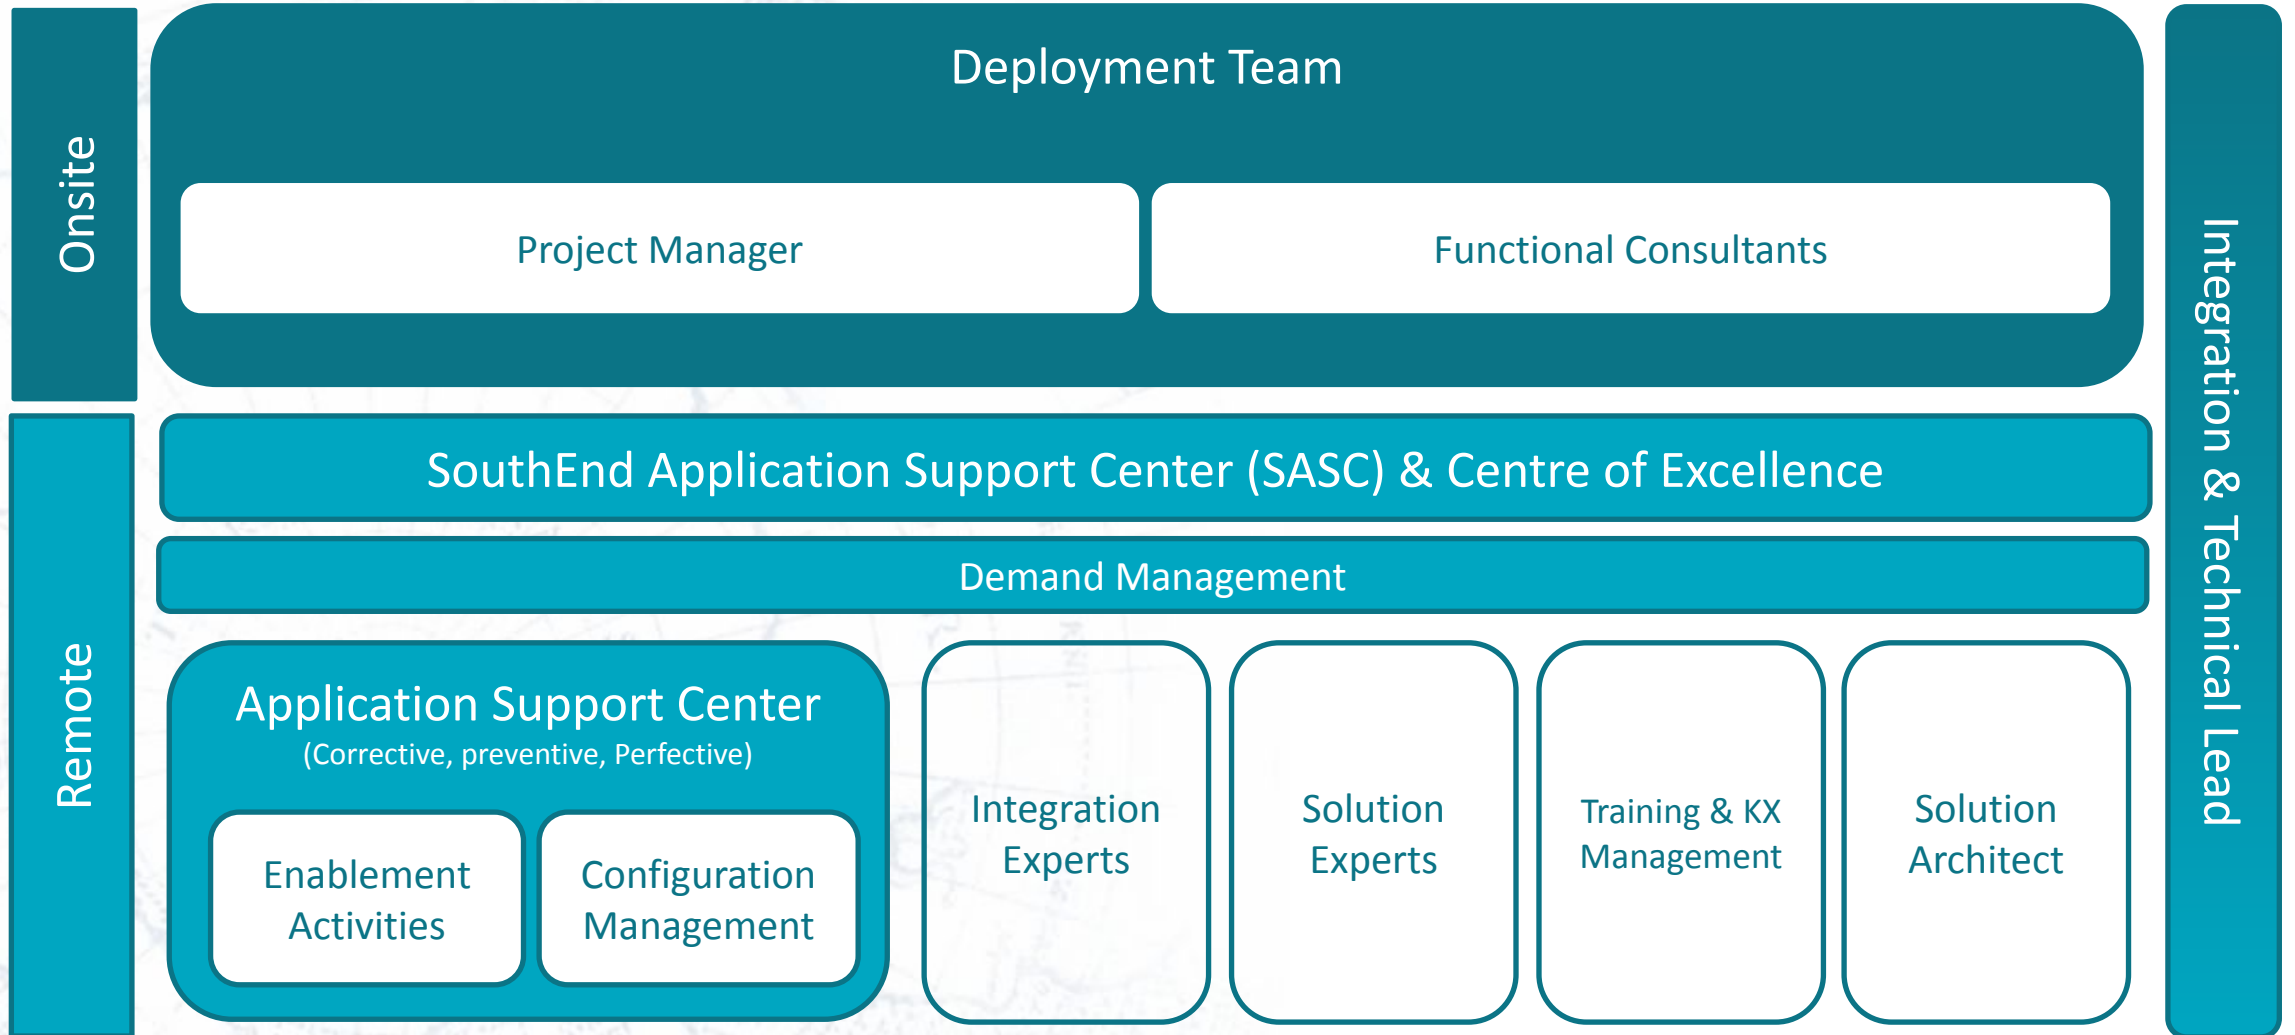 Onsite
Deployment Team
Project Manager
Functional Consultants
Integration & Technical Lead
Remote
SouthEnd Application Support Center (SASC) & Centre of Excellence
Demand Management
Application Support Center
(Corrective, preventive, Perfective)
Enablement
Activities
Configuration
Management
Integration
Experts
Solution
Experts
Training & KX
Management
Solution
Architect